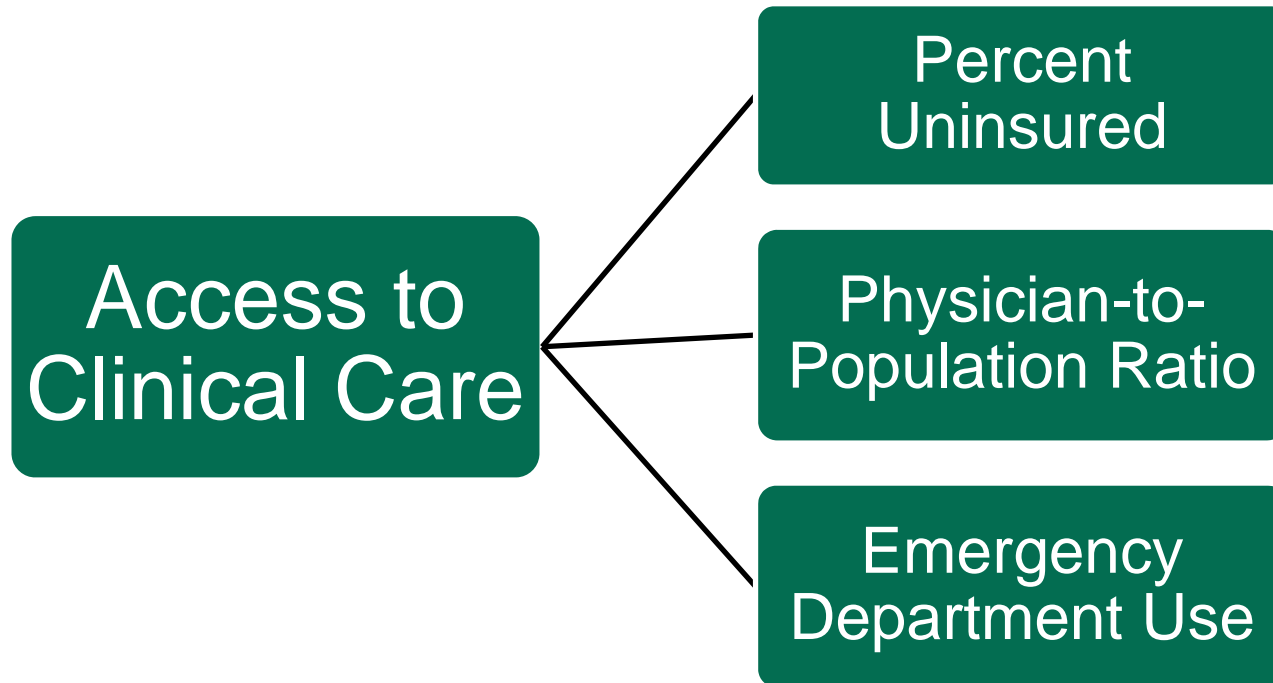 Percent
Uninsured
Access to
Clinical Care
Physician-to-
Population Ratio
Emergency
Department Use